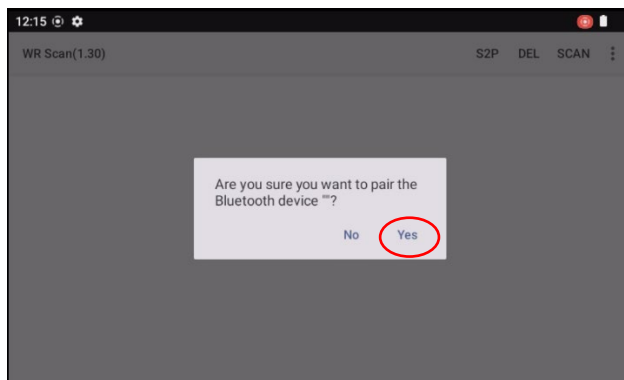 12:15
WR Scan(1.30)
S2P DEL SCAN
Are you sure you want to pair the
Bluetooth device ""?
No Yes